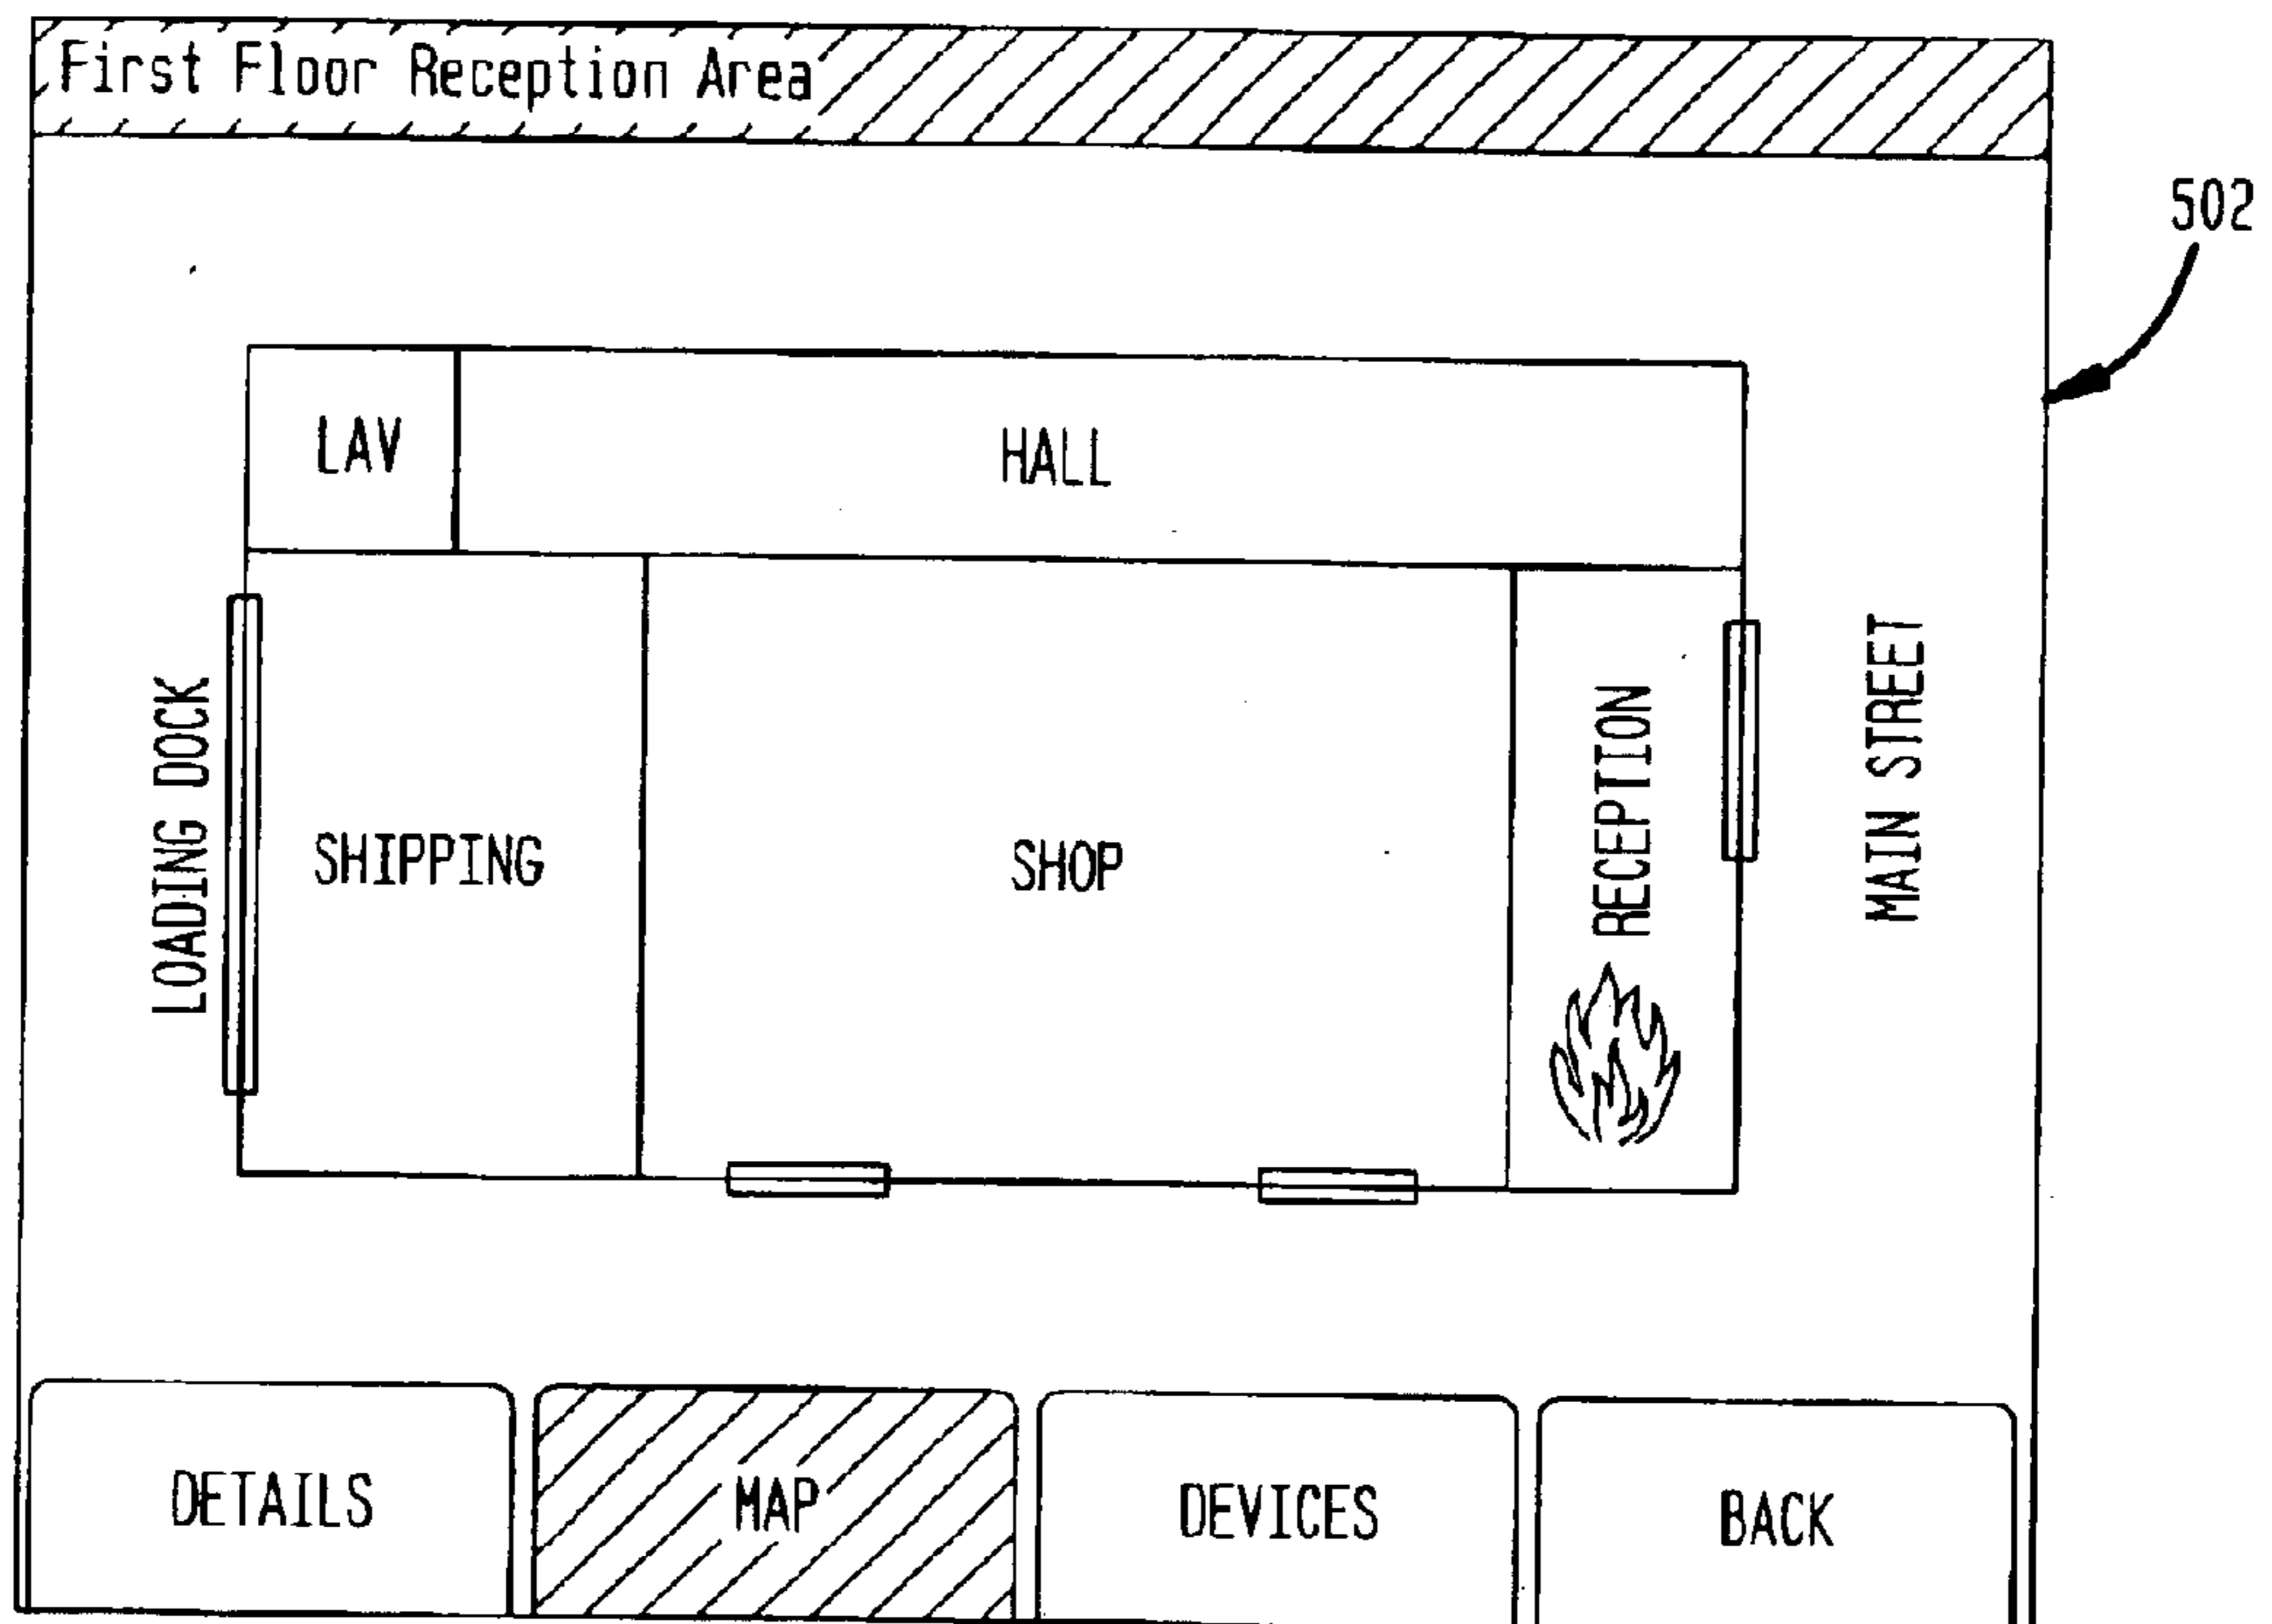 First Floor Reception Area
502
LAV
HALL
LOADING DOCK
SHIPPING
SHOP
RECEPTION
MAIN STREET
DETAILS
MAP
DEVICES
BACK